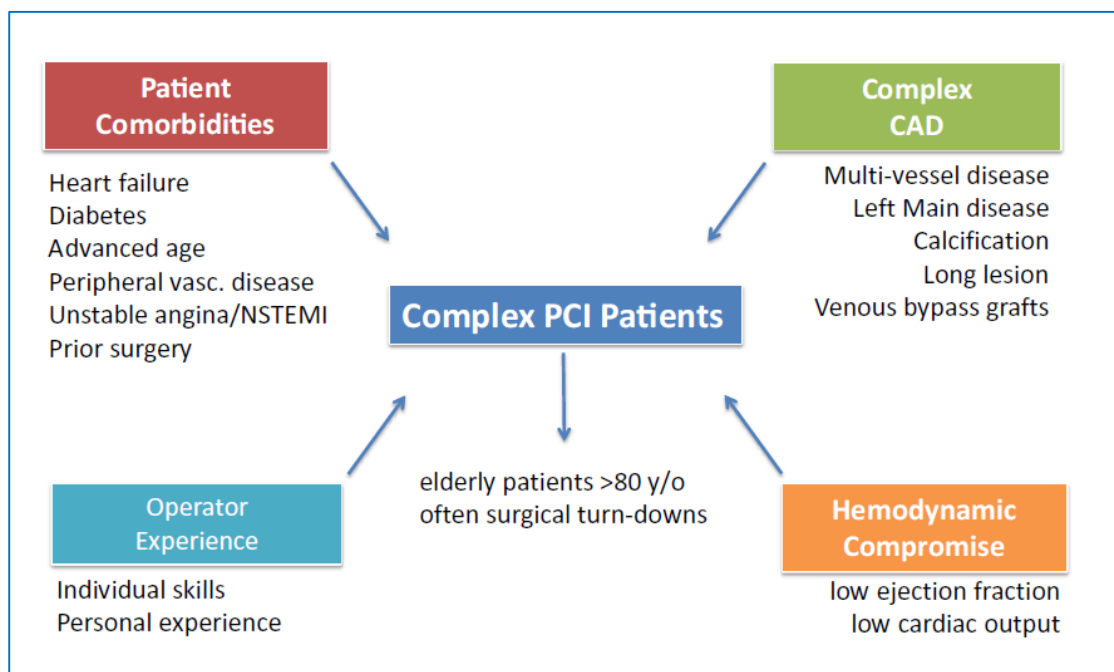 Patient
Comorbidities
Heart failure
Diabetes
Advanced age
Peripheral vasc. disease
Unstable angina/NSTEMI
Prior surgery
Complex
CAD
Multi-vessel disease
Left Main disease
Calcification
Long lesion
Venous bypass grafts
Complex PCI Patients
elderly patients >80 y/o
often surgical turn-downs
Operator
Experience
Individual skills
Personal experience
Hemodynamic
Compromise
low ejection fraction
low cardiac output